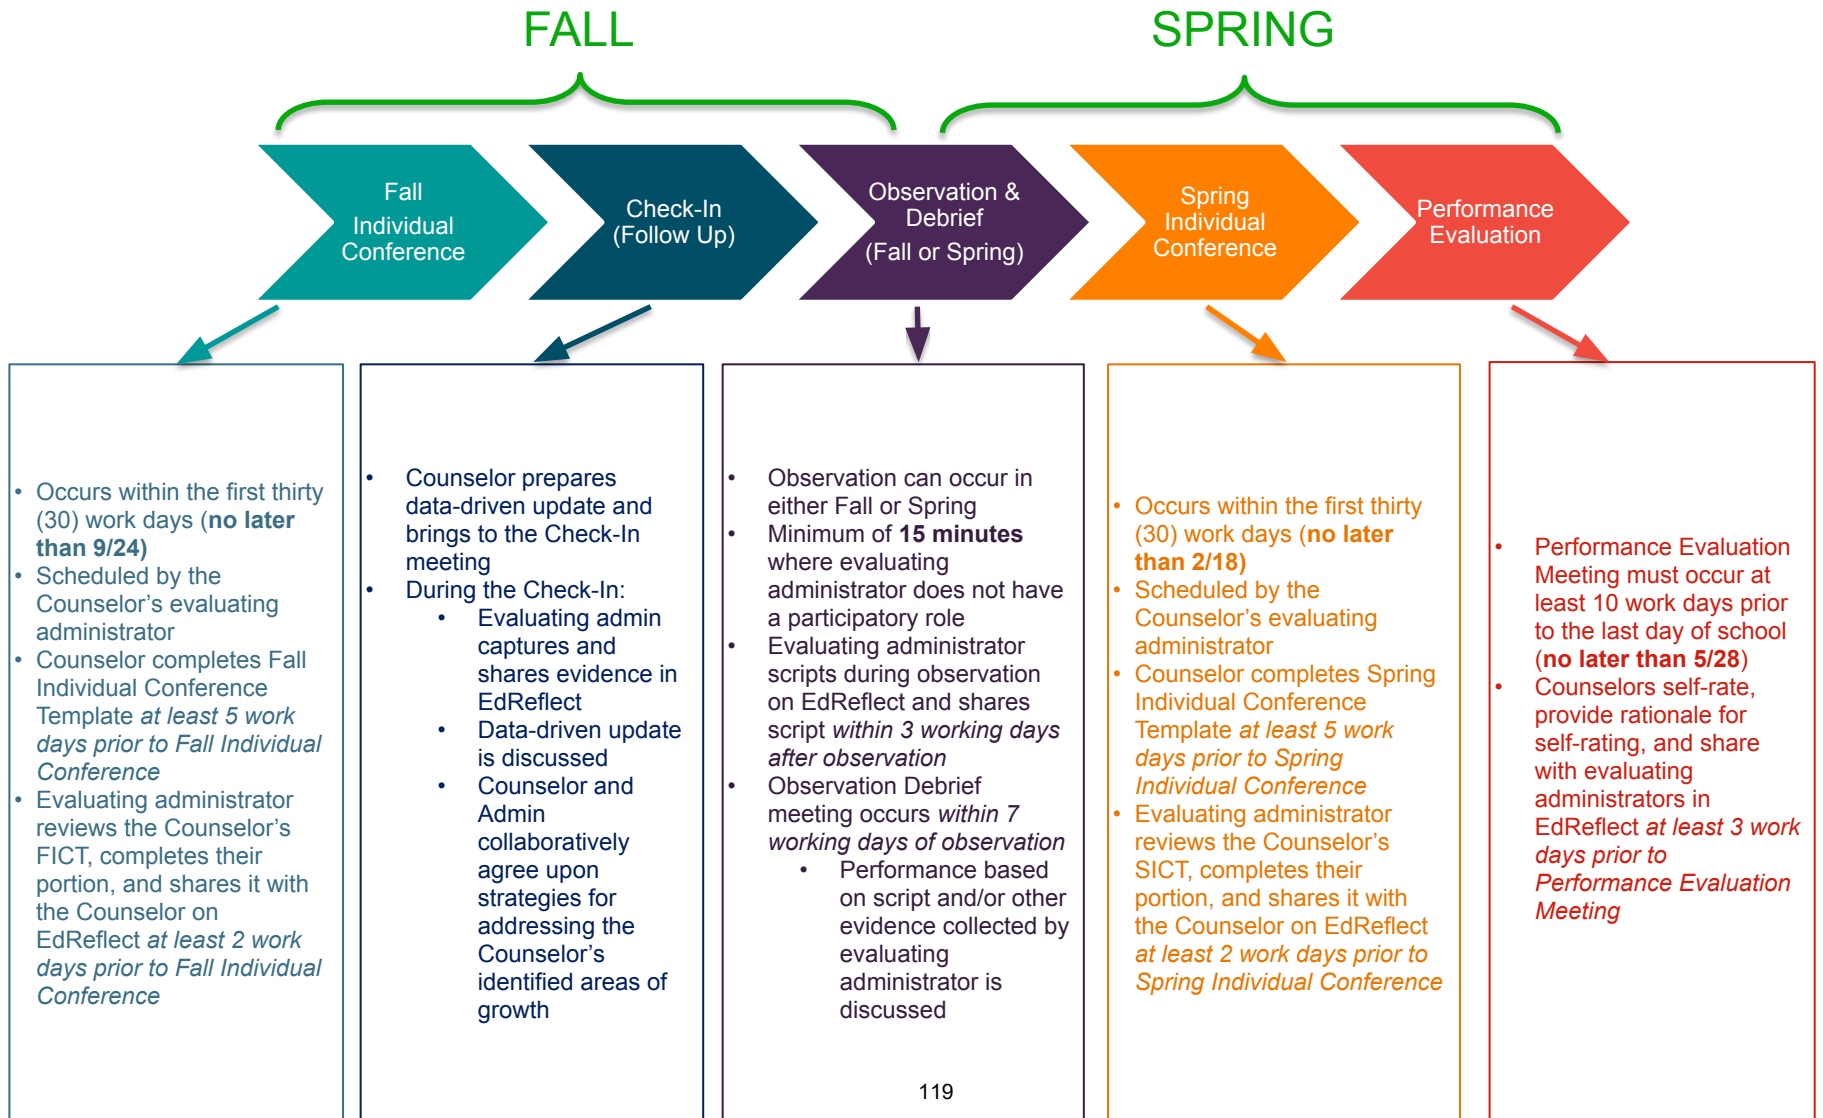 FALL
SPRING
Fall
Individual
Conference
Check-In
(Follow Up)
Observation &
Debrief
(Fall or Spring)
Spring
Individual
Conference
Performance
Evaluation
• Occurs within the first thirty
(30) work days (no later
than 9/24)
• Scheduled by the
Counselor’s evaluating
administrator
• Counselor completes Fall
Individual Conference
Template at least 5 work
days prior to Fall Individual
Conference
• Evaluating administrator
reviews the Counselor’s
FICT, completes their
portion, and shares it with
the Counselor on
EdReflect at least 2 work
days prior to Fall Individual
Conference
• Counselor prepares
data-driven update and
brings to the Check-In
meeting
• During the Check-In:
• Evaluating admin
captures and
shares evidence in
EdReflect
• Data-driven update
is discussed
• Counselor and
Admin
collaboratively
agree upon
strategies for
addressing the
Counselor’s
identified areas of
growth
• Observation can occur in
either Fall or Spring
• Minimum of 15 minutes
where evaluating
administrator does not have
a participatory role
• Evaluating administrator
scripts during observation
on EdReflect and shares
script within 3 working days
after observation
• Observation Debrief
meeting occurs within 7
working days of observation
• Performance based
on script and/or other
evidence collected by
evaluating
administrator is
discussed
• Occurs within the first thirty
(30) work days (no later
than 2/18)
• Scheduled by the
Counselor’s evaluating
administrator
• Counselor completes Spring
Individual Conference
Template at least 5 work
days prior to Spring
Individual Conference
• Evaluating administrator
reviews the Counselor’s
SICT, completes their
portion, and shares it with
the Counselor on EdReflect
at least 2 work days prior to
Spring Individual Conference
• Performance Evaluation
Meeting must occur at
least 10 work days prior
to the last day of school
(no later than 5/28)
• Counselors self-rate,
provide rationale for
self-rating, and share
with evaluating
administrators in
EdReflect at least 3 work
days prior to
Performance Evaluation
Meeting
119